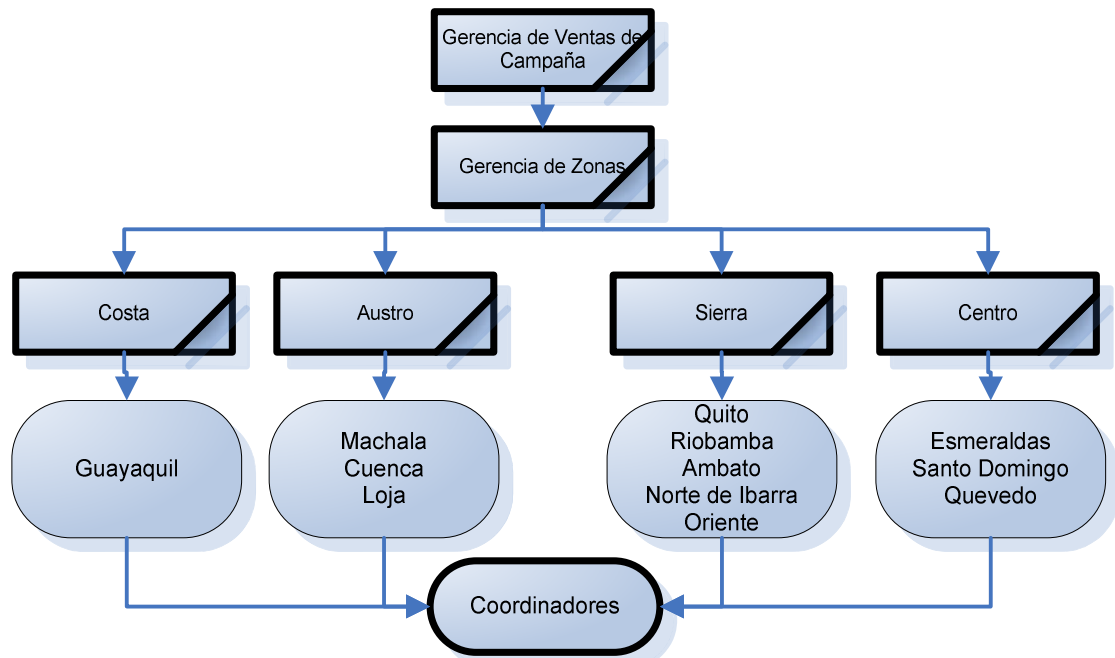 Gerencia de Ventas de
Campaña
Gerencia de Zonas
Costa
Austro
Sierra
Centro
Guayaquil
Machala
Cuenca
Loja
Quito
Riobamba
Ambato
Norte de Ibarra
Oriente
Esmeraldas
Santo Domingo
Quevedo
Coordinadores